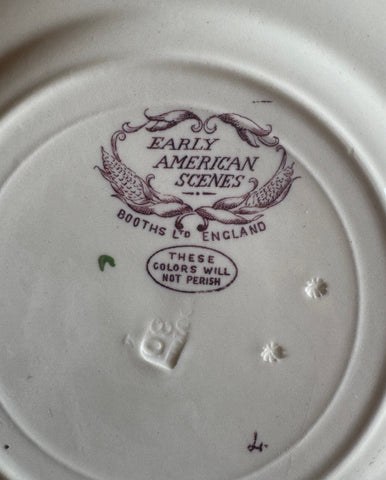 EARLY
AMERICAN
SCENES
BOOTHS LTD ENGLAND
THESE
COLORS WILL
NOT PERISH